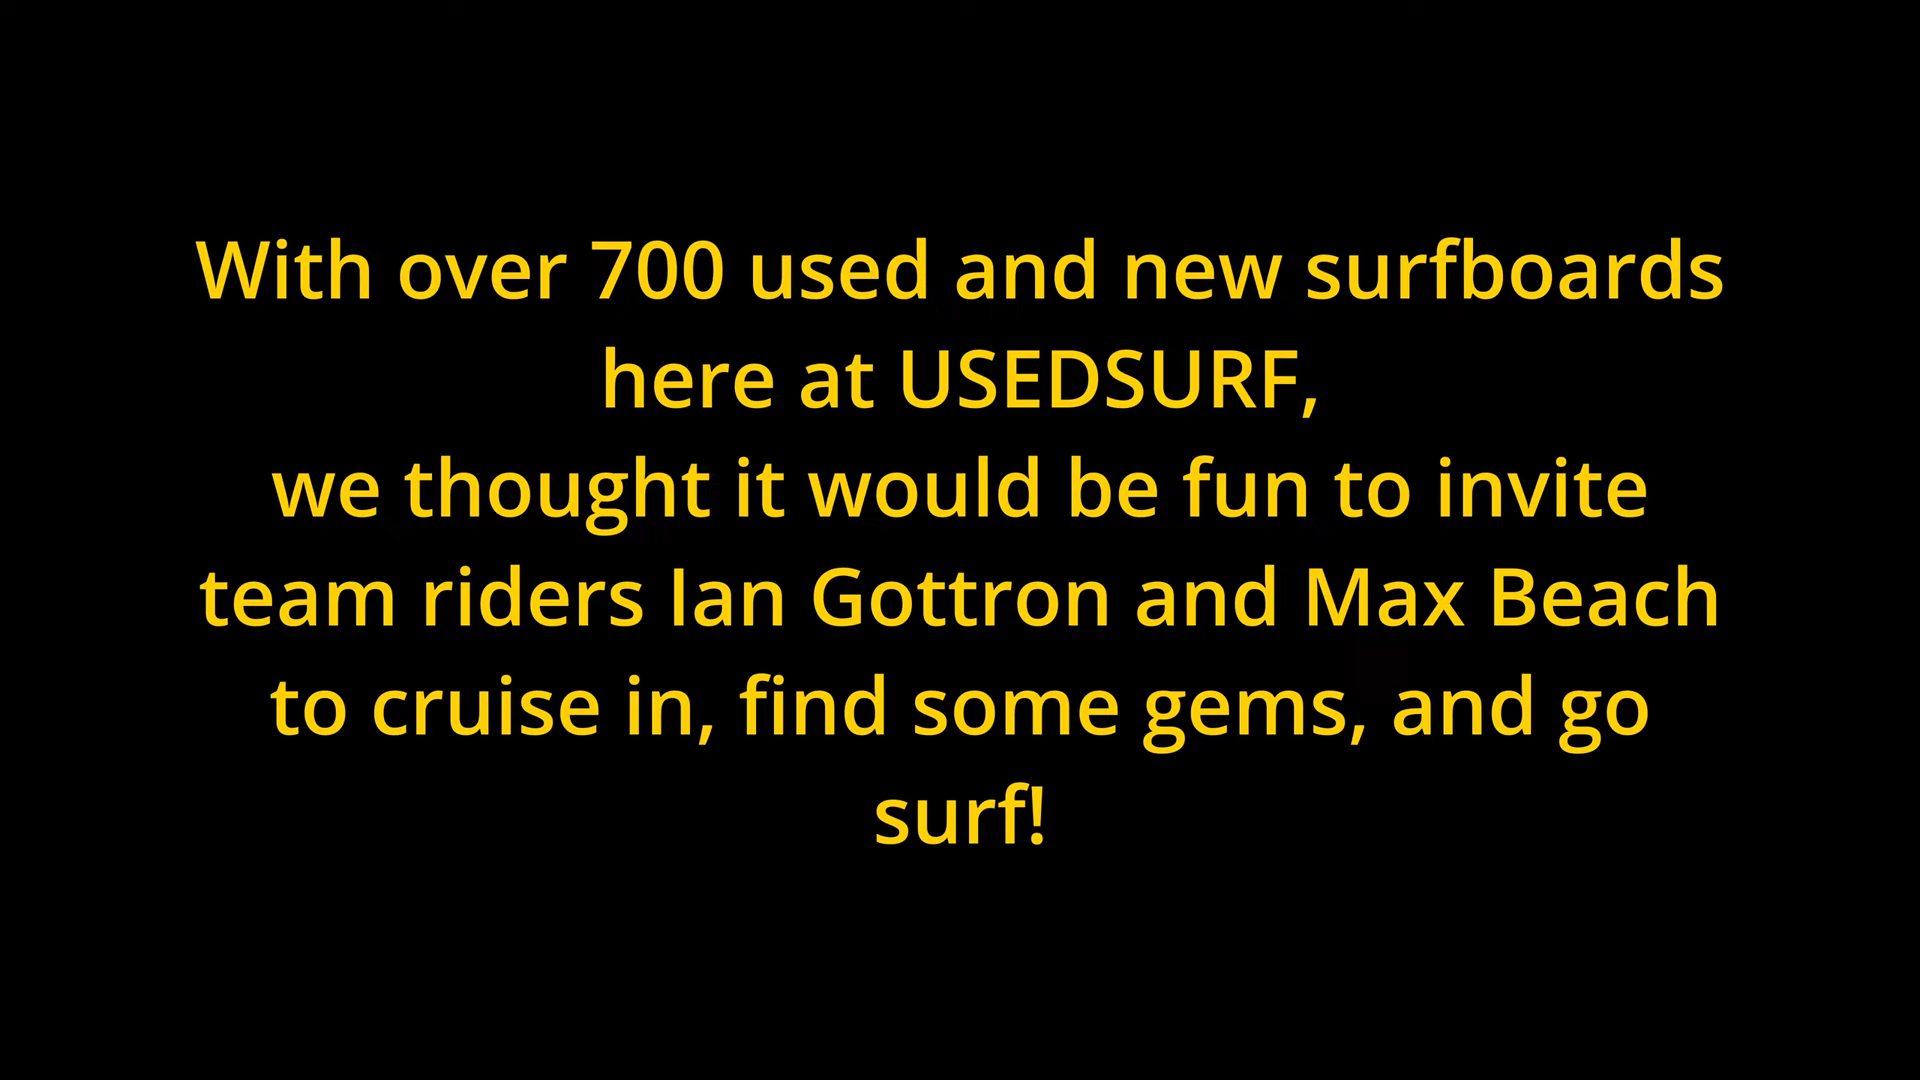 With over 700 used and new surfboards
here at USEDSURF,
we thought it would be fun to invite
team riders Ian Gottron and Max Beach
to cruise in, find some gems, and go
surf!